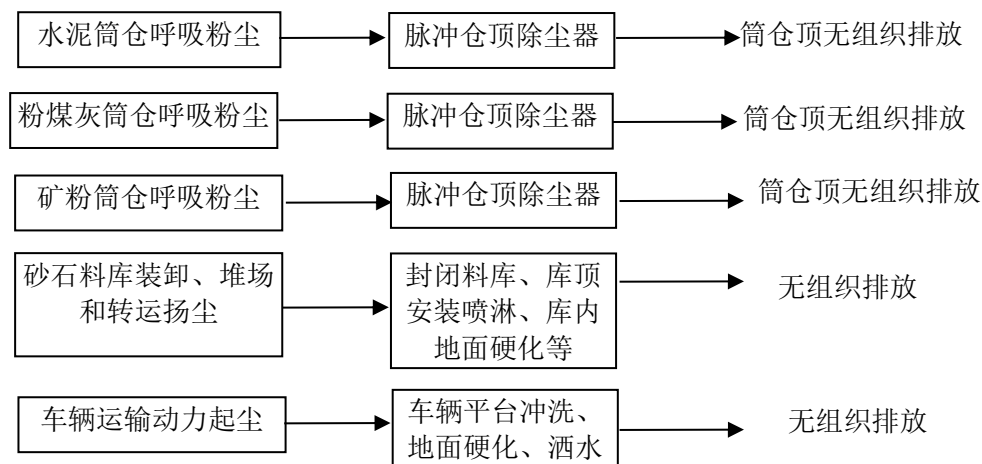 水泥筒仓呼吸粉尘
脉冲仓顶除尘器
筒仓顶无组织排放
粉煤灰筒仓呼吸粉尘
脉冲仓顶除尘器
筒仓顶无组织排放
矿粉筒仓呼吸粉尘
脉冲仓顶除尘器
筒仓顶无组织排放
砂石料库装卸、堆场
和转运扬尘
封闭料库、库顶
安装喷淋、库内
地面硬化等
无组织排放
车辆运输动力起尘
车辆平台冲洗、
地面硬化、洒水
无组织排放